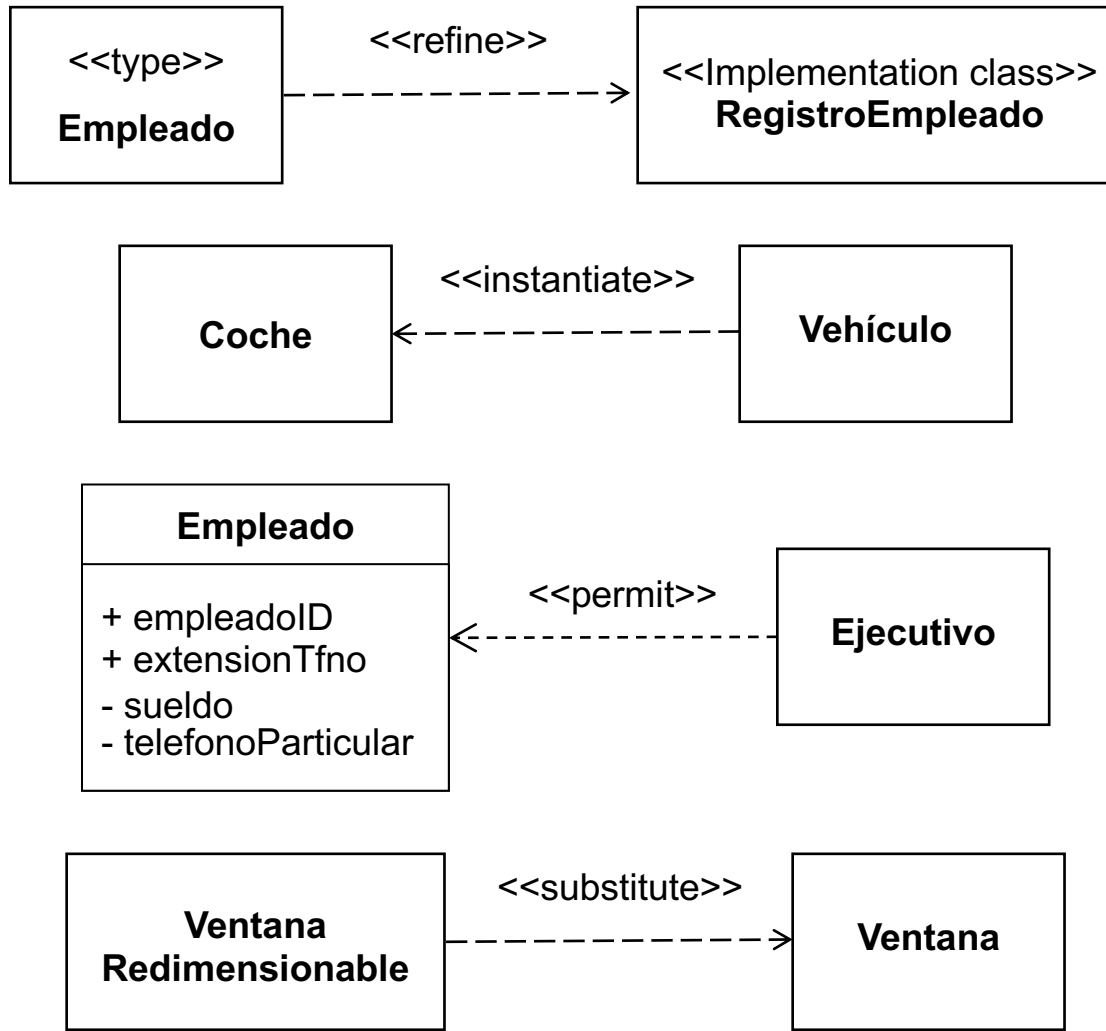 <<type>>
Empleado
<<refine>>
<<Implementation class>>
RegistroEmpleado
Coche
<<instantiate>>
Vehículo
Empleado
+ empleadoID
+ extensionTfno
- sueldo
- telefonoParticular
<<permit>>
Ejecutivo
Ventana
Redimensionable
<<substitute>>
Ventana